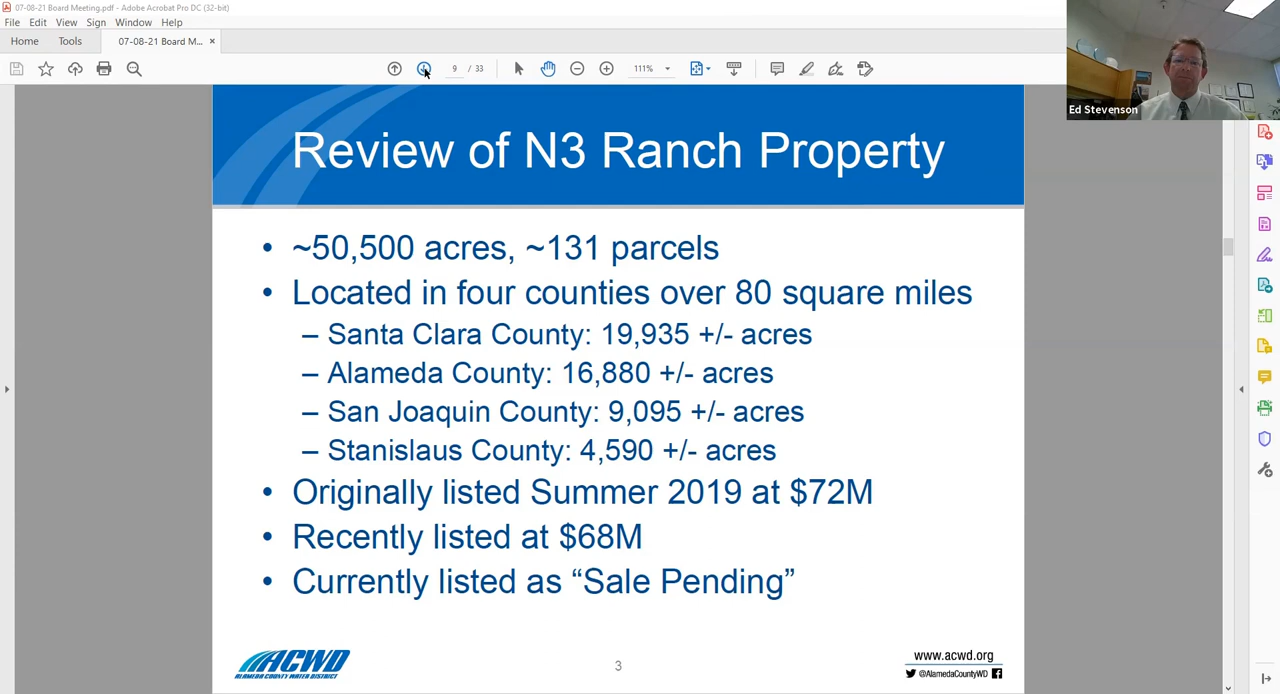 07-08-21 Board Meeting.pdf - Adobe Acrobat Pro DC (32-bit)
File Edit View Sign Window Help
Home Tools 07-08-21 Board M... ×
9 / 33 111%
Ed Stevenson
Review of N3 Ranch Property
• ~50,500 acres, ~131 parcels
• Located in four counties over 80 square miles
– Santa Clara County: 19,935 +/- acres
– Alameda County: 16,880 +/- acres
– San Joaquin County: 9,095 +/- acres
– Stanislaus County: 4,590 +/- acres
• Originally listed Summer 2019 at $72M
• Recently listed at $68M
• Currently listed as “Sale Pending”
ACWD
ALAMEDA COUNTY WATER DISTRICT
3
www.acwd.org
@AlamedaCountyWD